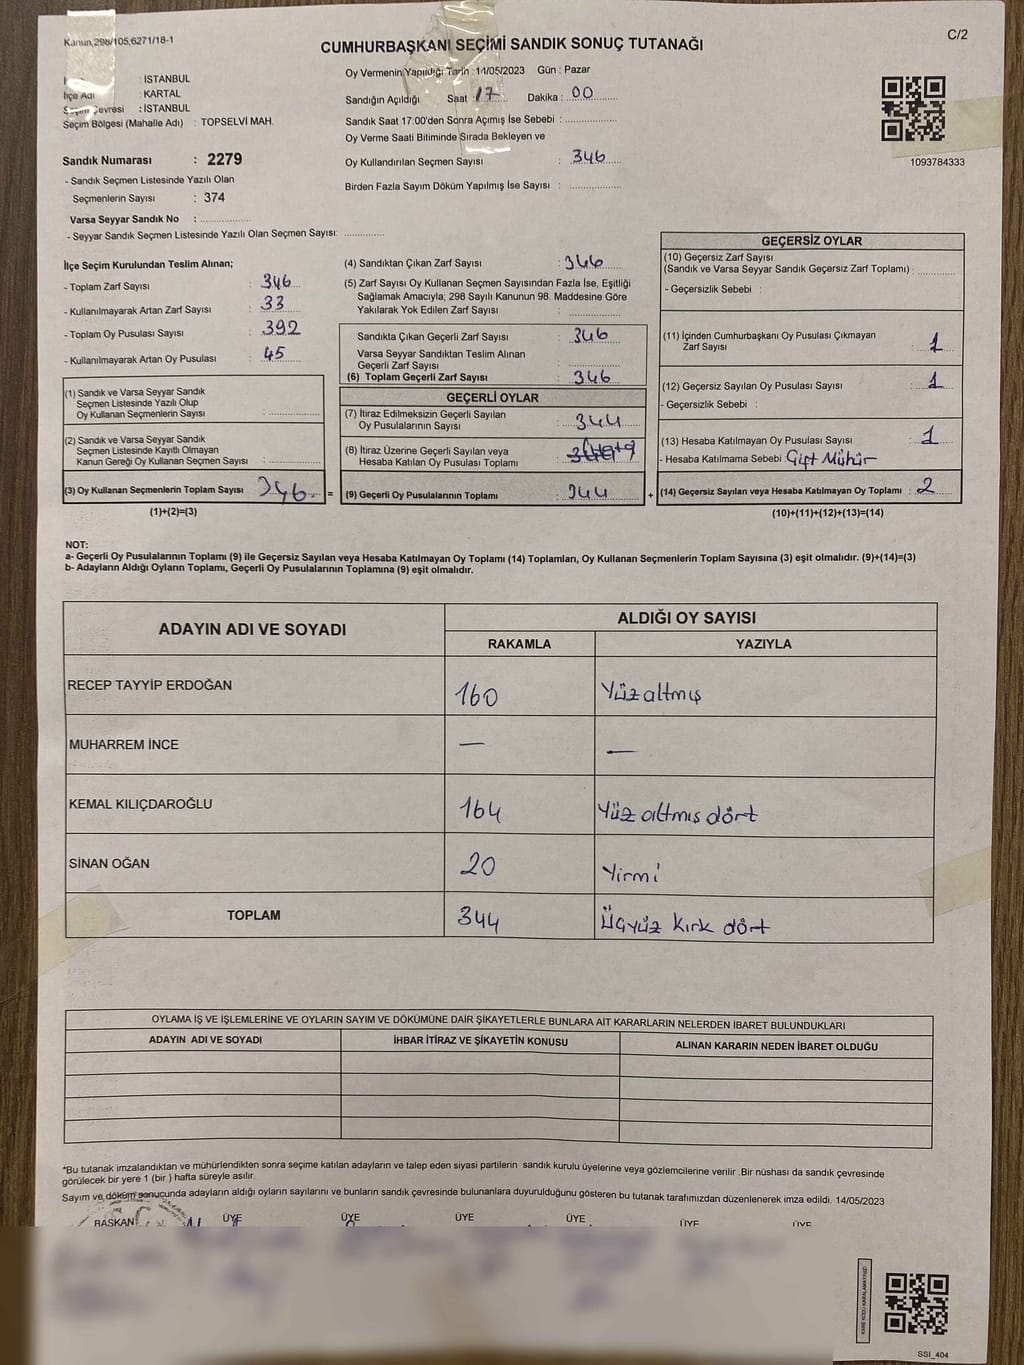 Kanun,298/105,6271/18-1
C/2
CUMHURBAŞKANI SEÇİMİ SANDIK SONUÇ TUTANAĞI
: İSTANBUL
İlçe Adı : KARTAL
Seçim Çevresi : İSTANBUL
Seçim Bölgesi (Mahalle Adı) : TOPSELVİ MAH.
Oy Vermenin Yapıldığı Tarih : 14/05/2023 Gün : Pazar
Sandığın Açıldığı Saat : 17 Dakika : 00
Sandık Saat 17:00'den Sonra Açımış İse Sebebi :
Oy Verme Saati Bitiminde Sırada Bekleyen ve
Oy Kullandırılan Seçmen Sayısı : 346
Birden Fazla Sayım Döküm Yapılmış İse Sayısı :
1093784333
Sandık Numarası : 2279
- Sandık Seçmen Listesinde Yazılı Olan
Seçmenlerin Sayısı : 374
Varsa Seyyar Sandık No :
- Seyyar Sandık Seçmen Listesinde Yazılı Olan Seçmen Sayısı:
İlçe Seçim Kurulundan Teslim Alınan;
- Toplam Zarf Sayısı : 346
- Kullanılmayarak Artan Zarf Sayısı : 33
- Toplam Oy Pusulası Sayısı : 392
- Kullanılmayarak Artan Oy Pusulası : 45
(1) Sandık ve Varsa Seyyar Sandık
Seçmen Listesinde Yazılı Olup
Oy Kullanan Seçmenlerin Sayısı :
(2) Sandık ve Varsa Seyyar Sandık
Seçmen Listesinde Kayıtlı Olmayan
Kanun Gereği Oy Kullanan Seçmen Sayısı :
(3) Oy Kullanan Seçmenlerin Toplam Sayısı 346 =
(1)+(2)=(3)
(4) Sandıktan Çıkan Zarf Sayısı : 346
(5) Zarf Sayısı Oy Kullanan Seçmen Sayısından Fazla İse, Eşitliği
Sağlamak Amacıyla; 298 Sayılı Kanunun 98. Maddesine Göre
Yakılarak Yok Edilen Zarf Sayısı :
Sandıkta Çıkan Geçerli Zarf Sayısı : 346
Varsa Seyyar Sandıktan Teslim Alınan
Geçerli Zarf Sayısı :
(6) Toplam Geçerli Zarf Sayısı : 346
GEÇERLİ OYLAR
(7) İtiraz Edilmeksizin Geçerli Sayılan
Oy Pusulalarının Sayısı : 344
(8) İtiraz Üzerine Geçerli Sayılan veya
Hesaba Katılan Oy Pusulası Toplamı :
(9) Geçerli Oy Pusulalarının Toplamı : 344 +
GEÇERSİZ OYLAR
(10) Geçersiz Zarf Sayısı
(Sandık ve Varsa Seyyar Sandık Geçersiz Zarf Toplamı) :
- Geçersizlik Sebebi :
(11) İçinden Cumhurbaşkanı Oy Pusulası Çıkmayan
Zarf Sayısı : 1
(12) Geçersiz Sayılan Oy Pusulası Sayısı : 1
- Geçersizlik Sebebi :
(13) Hesaba Katılmayan Oy Pusulası Sayısı : 1
- Hesaba Katılmama Sebebi : Çift Mühür
(14) Geçersiz Sayılan veya Hesaba Katılmayan Oy Toplamı : 2
(10)+(11)+(12)+(13)=(14)
NOT:
a- Geçerli Oy Pusulalarının Toplamı (9) ile Geçersiz Sayılan veya Hesaba Katılmayan Oy Toplamı (14) Toplamları, Oy Kullanan Seçmenlerin Toplam Sayısına (3) eşit olmalıdır. (9)+(14)=(3)
b- Adayların Aldığı Oyların Toplamı, Geçerli Oy Pusulalarının Toplamına (9) eşit olmalıdır.
ADAYIN ADI VE SOYADI
ALDIĞI OY SAYISI
RAKAMLA YAZIYLA
RECEP TAYYİP ERDOĞAN 160 Yüz altmış
MUHARREM İNCE — —
KEMAL KILIÇDAROĞLU 164 Yüz altmış dört
SİNAN OĞAN 20 Yirmi
TOPLAM 344 Üçyüz kırk dört
OYLAMA İŞ VE İŞLEMLERİNE VE OYLARIN SAYIM VE DÖKÜMÜNE DAİR ŞİKAYETLERLE BUNLARA AİT KARARLARIN NELERDEN İBARET BULUNDUKLARI
ADAYIN ADI VE SOYADI İHBAR İTİRAZ VE ŞİKAYETİN KONUSU ALINAN KARARIN NEDEN İBARET OLDUĞU
*Bu tutanak imzalandıktan ve mühürlendikten sonra seçime katılan adayların ve talep eden siyasi partilerin sandık kurulu üyelerine veya gözlemcilerine verilir .Bir nüshası da sandık çevresinde
görülecek bir yere 1 (bir ) hafta süreyle asılır.
Sayım ve döküm sonucunda adayların aldığı oyların sayılarını ve bunların sandık çevresinde bulunanlara duyurulduğunu gösteren bu tutanak tarafımızdan düzenlenerek imza edildi. 14/05/2023
BAŞKAN ÜYE ÜYE ÜYE ÜYE ÜYE ÜYE
KARE KODU KARALAMAYINIZ!
SSI_404